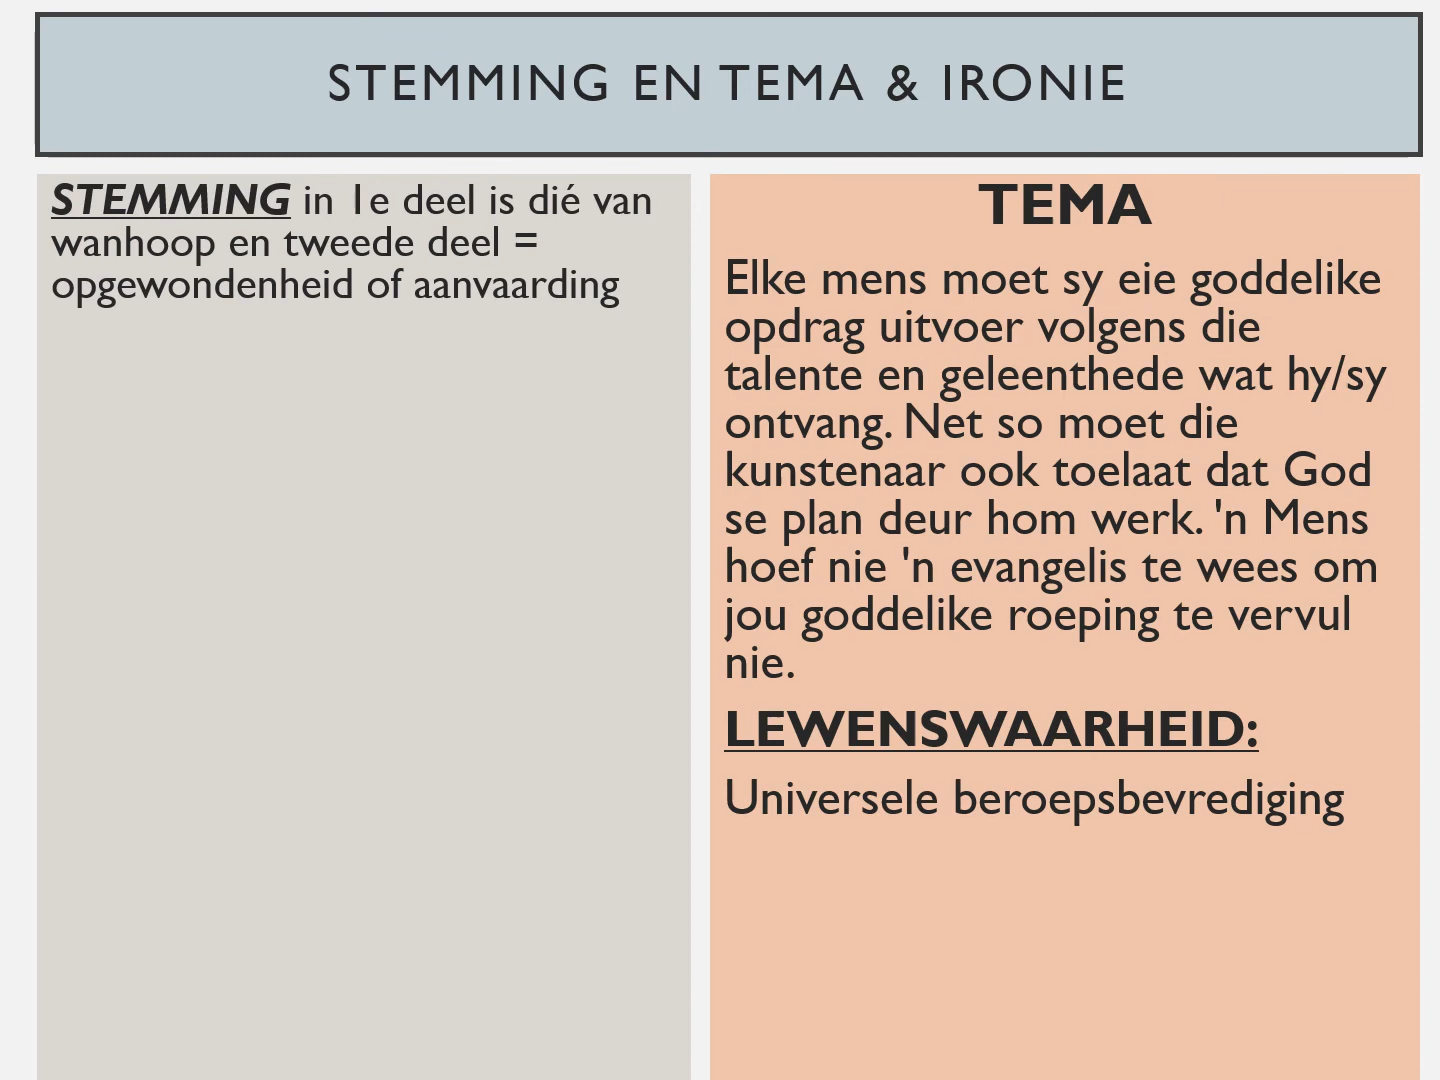 STEMMING EN TEMA & IRONIE
STEMMING in 1e deel is dié van
wanhoop en tweede deel =
opgewondenheid of aanvaarding
TEMA
Elke mens moet sy eie goddelike
opdrag uitvoer volgens die
talente en geleenthede wat hy/sy
ontvang. Net so moet die
kunstenaar ook toelaat dat God
se plan deur hom werk. 'n Mens
hoef nie 'n evangelis te wees om
jou goddelike roeping te vervul
nie.
LEWENSWAARHEID:
Universele beroepsbevrediging